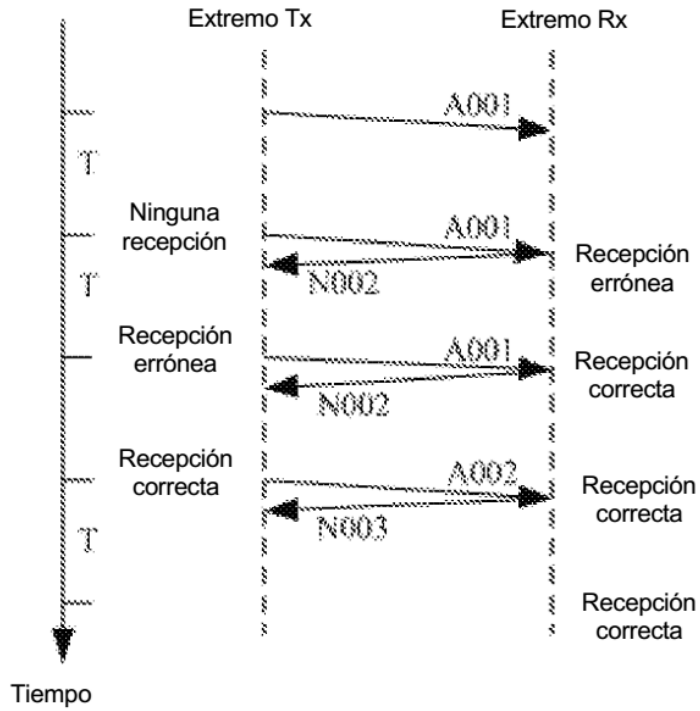 Extremo Tx
Extremo Rx
A001
T
Ninguna
recepción
A001
Recepción
errónea
T
N002
Recepción
errónea
A001
Recepción
correcta
N002
Recepción
correcta
A002
Recepción
correcta
T
N003
Recepción
correcta
Tiempo